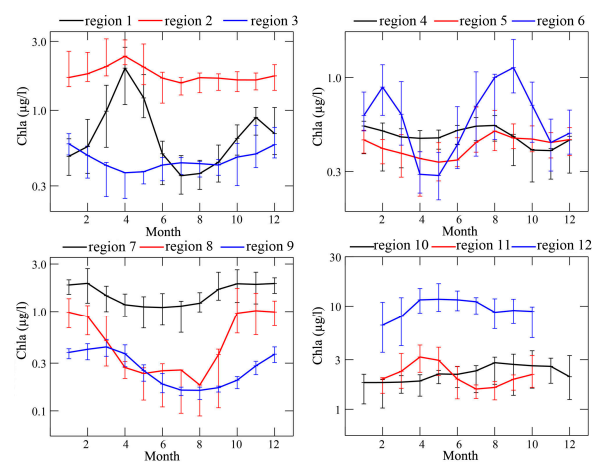 region 1 region 2 region 3
Chla (µg/l)
3.0
1.0
0.3
2 4 6 8 10 12
Month
region 4 region 5 region 6
Chla (µg/l)
1.0
0.3
2 4 6 8 10 12
Month
region 7 region 8 region 9
Chla (µg/l)
3.0
1.0
0.3
0.1
2 4 6 8 10 12
Month
region 10 region 11 region 12
Chla (µg/l)
30
10
3
1
2 4 6 8 10 12
Month